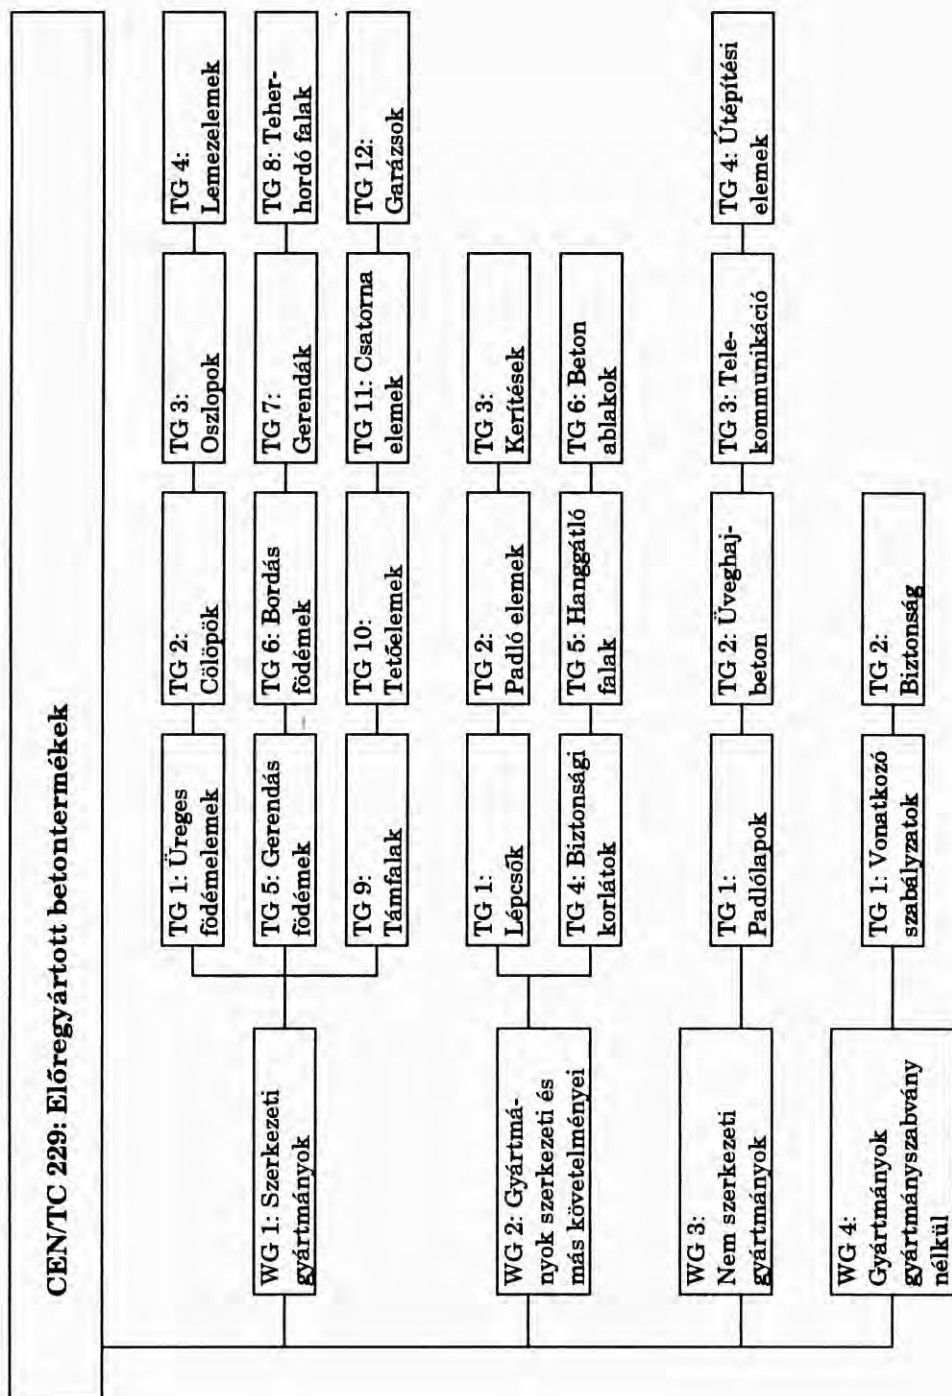 CEN/TC 229: Előregyártott betontermékek
WG 1: Szerkezeti
gyártmányok
TG 1: Üreges
födémelemek
TG 2:
Cölöpök
TG 3:
Oszlopok
TG 4:
Lemezelemek
TG 5: Gerendás
födémek
TG 6: Bordás
födémek
TG 7:
Gerendák
TG 8: Teher-
hordó falak
TG 9:
Támfalak
TG 10:
Tetőelemek
TG 11: Csatorna
elemek
TG 12:
Garázsok
WG 2: Gyártmá-
nyok szerkezeti és
más követelményei
TG 1:
Lépcsők
TG 2:
Padló elemek
TG 3:
Kerítések
TG 4: Biztonsági
korlátok
TG 5: Hanggátló
falak
TG 6: Beton
ablakok
WG 3:
Nem szerkezeti
gyártmányok
TG 1:
Padlólapok
TG 2: Üveghaj-
beton
TG 3: Tele-
kommunikáció
TG 4: Útépítési
elemek
WG 4:
Gyártmányok
gyártmányszabvány
nélkül
TG 1: Vonatkozó
szabályzatok
TG 2:
Biztonság